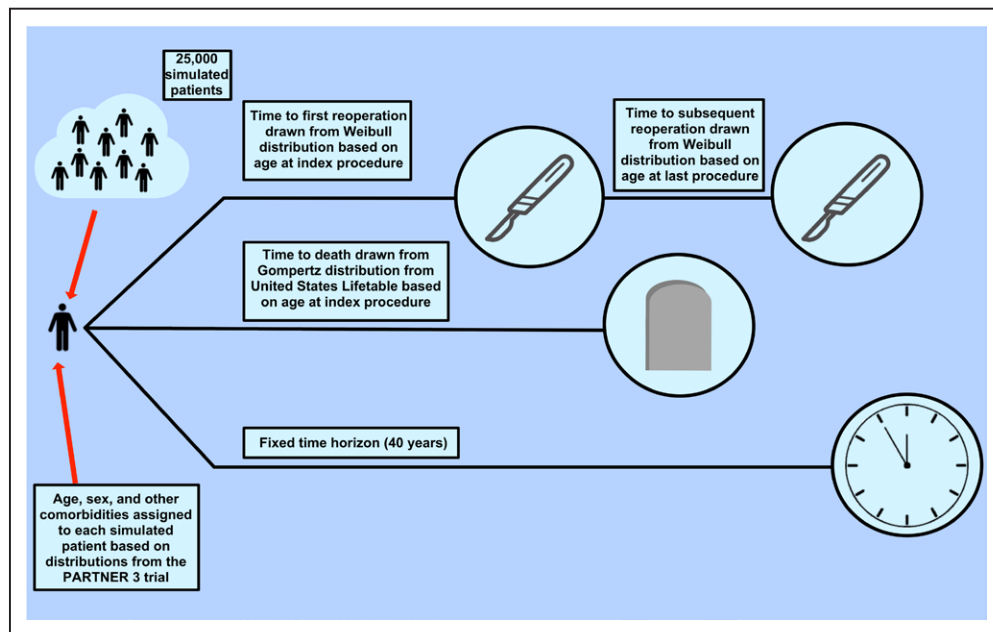 25,000
simulated
patients
Time to first reoperation
drawn from Weibull
distribution based on
age at index procedure
Time to subsequent
reoperation drawn
from Weibull
distribution based on
age at last procedure
Time to death drawn from
Gompertz distribution from
United States Lifetable based
on age at index procedure
Fixed time horizon (40 years)
Age, sex, and other
comorbidities assigned
to each simulated
patient based on
distributions from the
PARTNER 3 trial